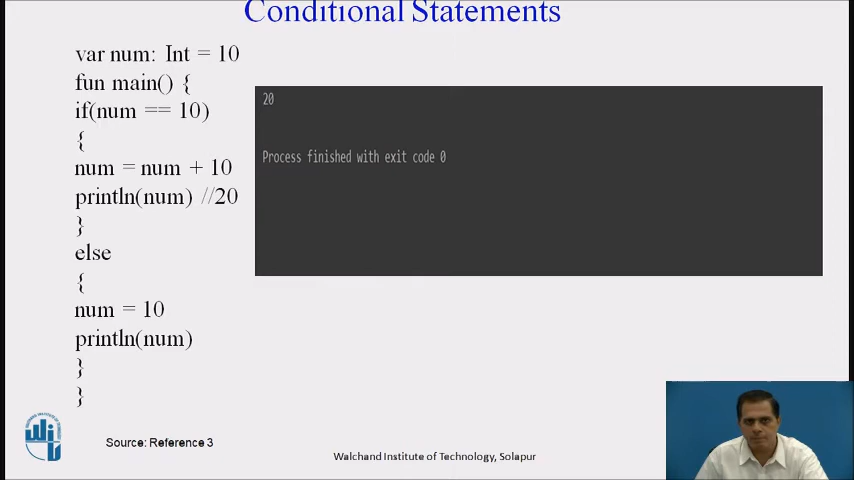 Conditional Statements
var num: Int = 10
fun main() {
if(num == 10)
{
num = num + 10
println(num) //20
}
else
{
num = 10
println(num)
}
}
20
Process finished with exit code 0
Source: Reference 3
Walchand Institute of Technology, Solapur